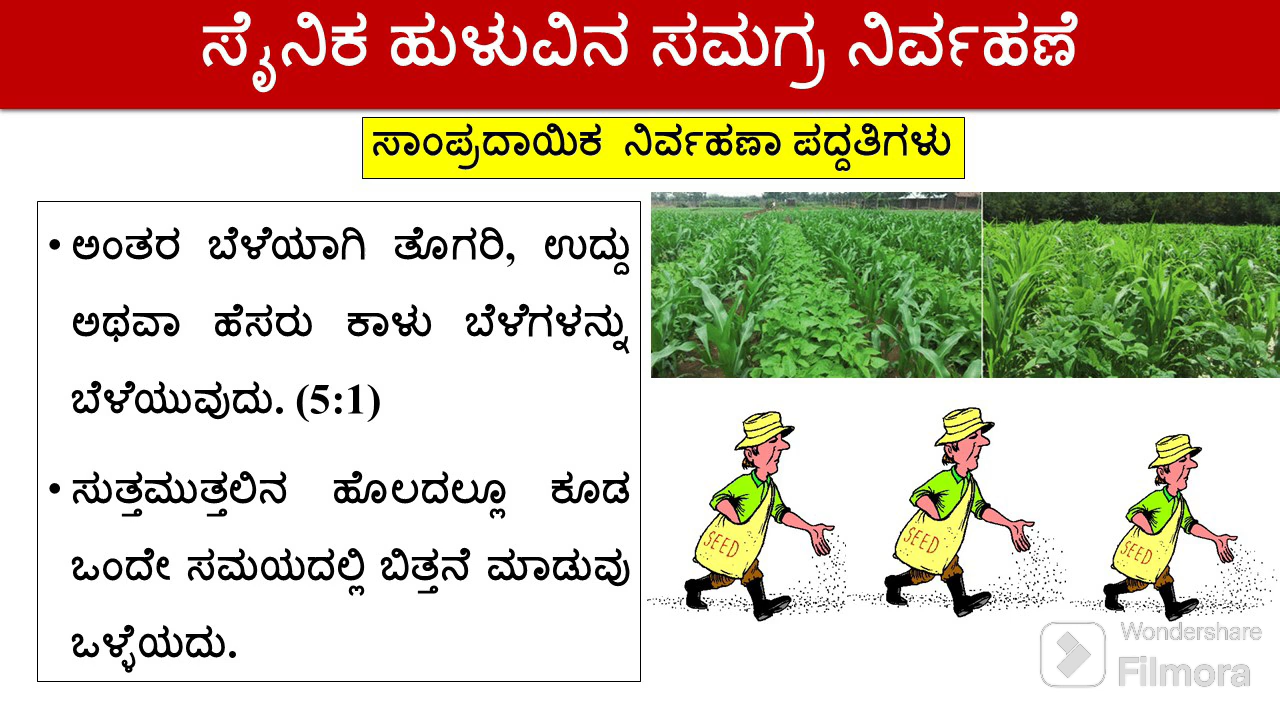 ಸೈನಿಕ ಹುಳುವಿನ ಸಮಗ್ರ ನಿರ್ವಹಣೆ
ಸಾಂಪ್ರದಾಯಿಕ ನಿರ್ವಹಣಾ ಪದ್ದತಿಗಳು
• ಅಂತರ ಬೆಳೆಯಾಗಿ ತೊಗರಿ, ಉದ್ದು
ಅಥವಾ ಹೆಸರು ಕಾಳು ಬೆಳೆಗಳನ್ನು
ಬೆಳೆಯುವುದು. (5:1)
• ಸುತ್ತಮುತ್ತಲಿನ ಹೊಲದಲ್ಲೂ ಕೂಡ
ಒಂದೇ ಸಮಯದಲ್ಲಿ ಬಿತ್ತನೆ ಮಾಡುವು
ಒಳ್ಳೆಯದು.
SEED
SEED
SEED
Wondershare
Filmora